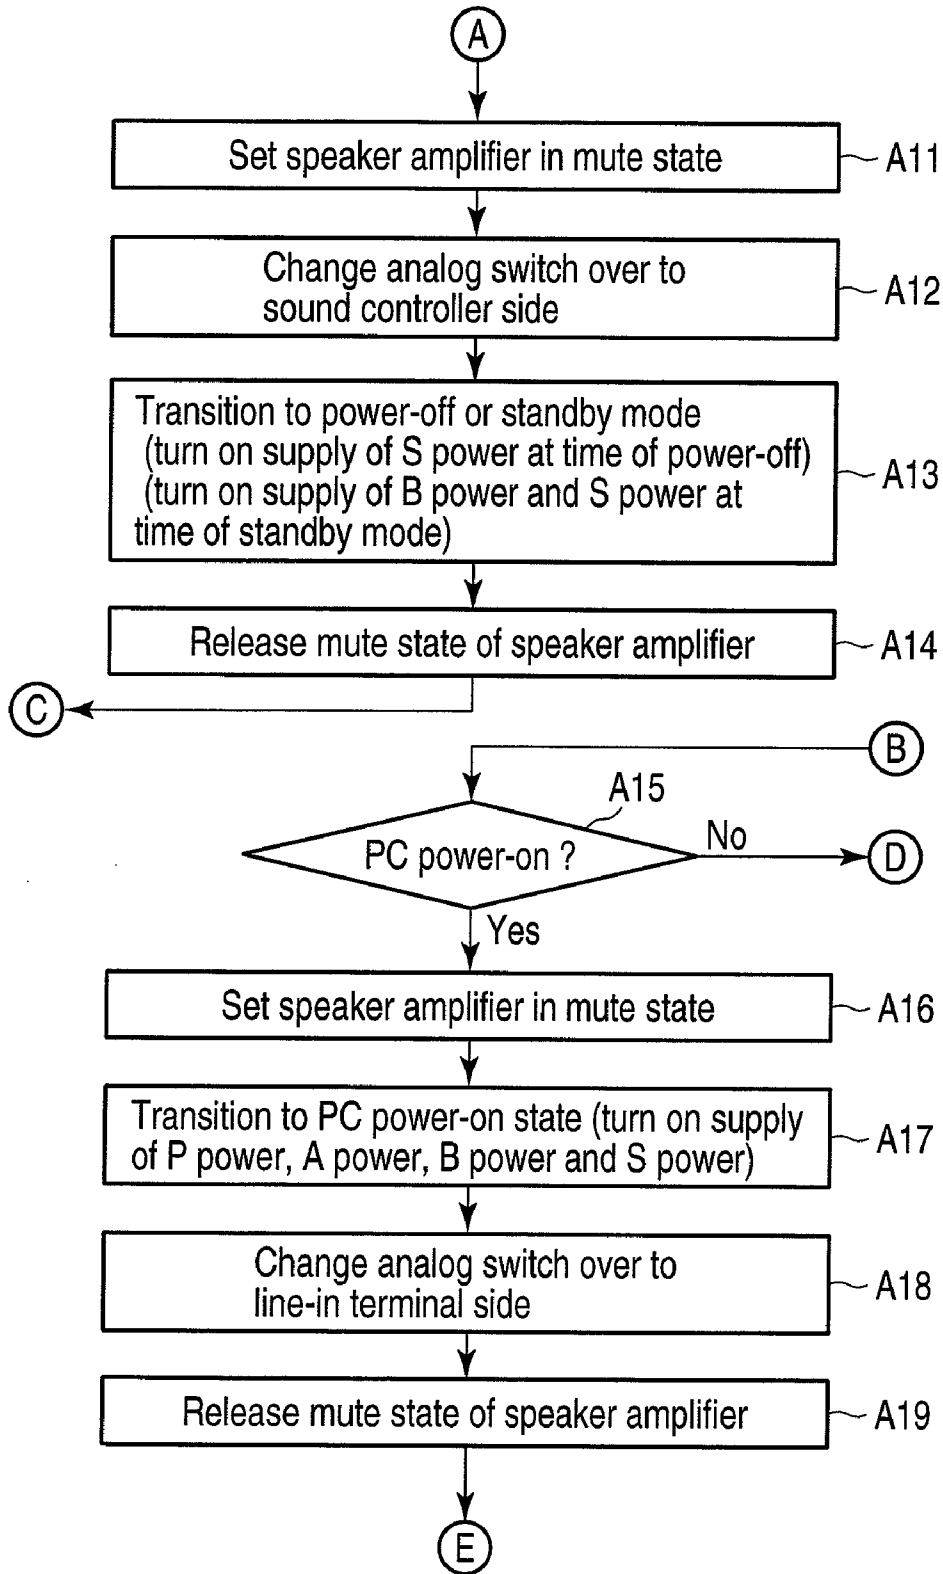 A
Set speaker amplifier in mute state
A11
Change analog switch over to
sound controller side
A12
Transition to power-off or standby mode
(turn on supply of S power at time of power-off)
(turn on supply of B power and S power at
time of standby mode)
A13
Release mute state of speaker amplifier
A14
C
B
A15
PC power-on ?
No
D
Yes
Set speaker amplifier in mute state
A16
Transition to PC power-on state (turn on supply
of P power, A power, B power and S power)
A17
Change analog switch over to
line-in terminal side
A18
Release mute state of speaker amplifier
A19
E